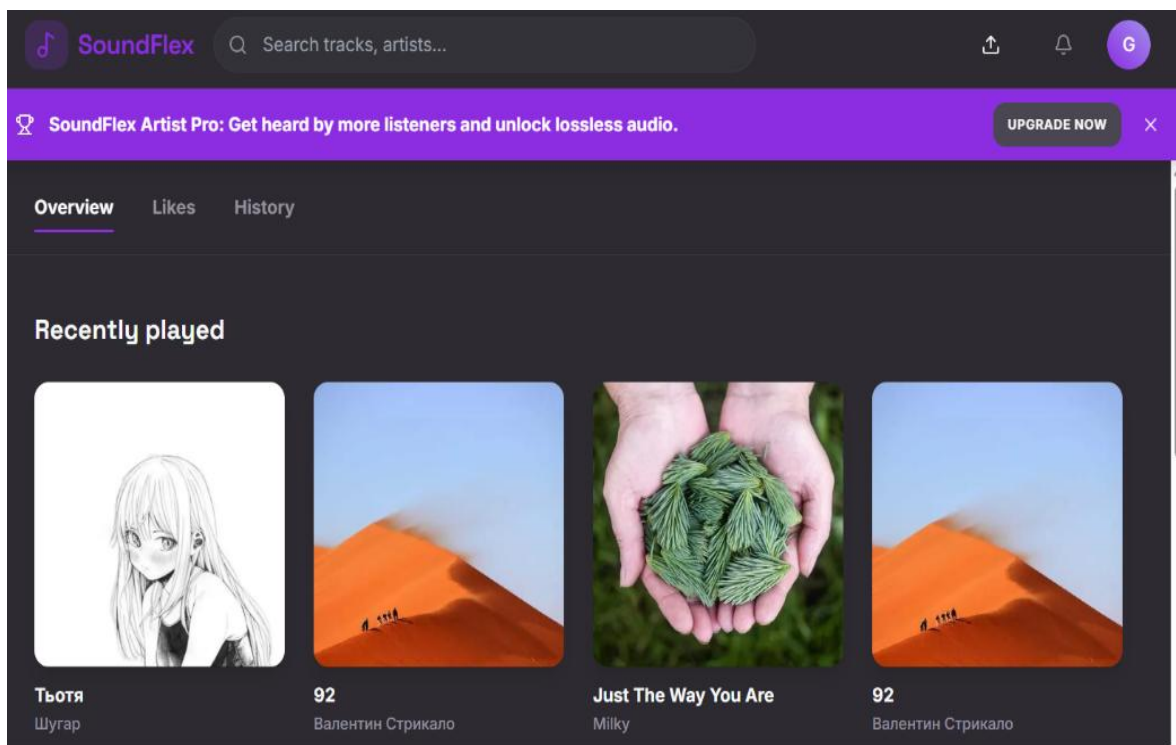 SoundFlex
Search tracks, artists...
G
SoundFlex Artist Pro: Get heard by more listeners and unlock lossless audio.
UPGRADE NOW
Overview Likes History
Recently played
Тьотя
Шугар
92
Валентин Стрикало
Just The Way You Are
Milky
92
Валентин Стрикало